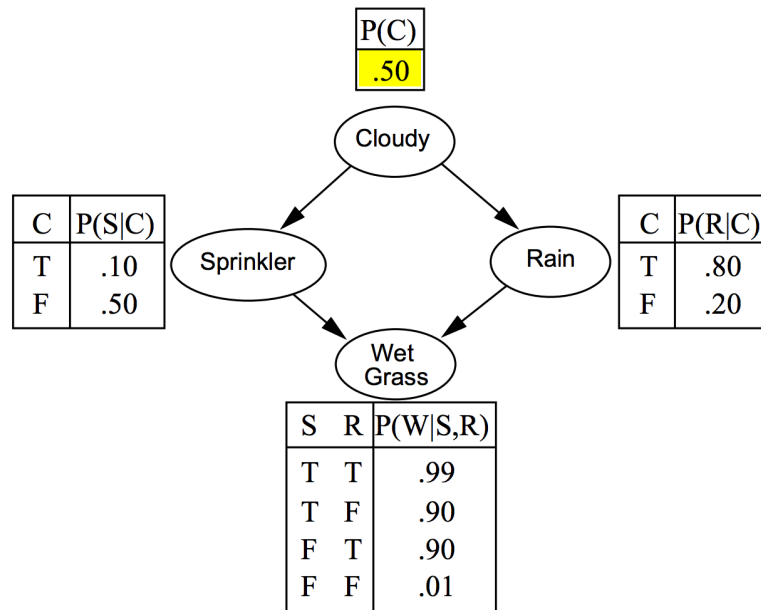 P(C)
.50
Cloudy
C P(S|C)
T .10
F .50
Sprinkler
Rain
C P(R|C)
T .80
F .20
Wet
Grass
S R P(W|S,R)
T T .99
T F .90
F T .90
F F .01